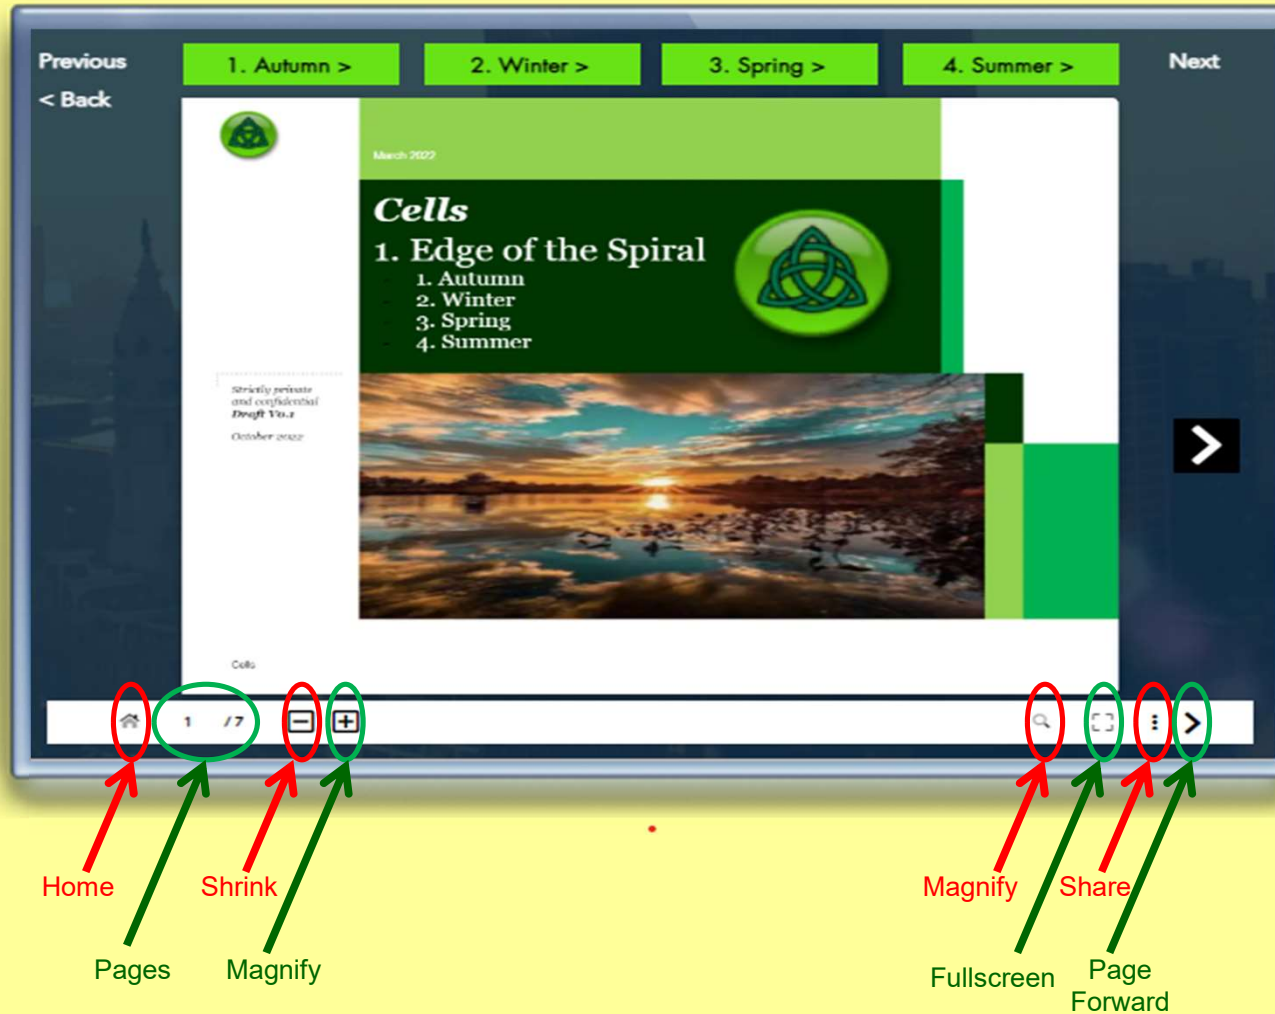 Previous
1. Autumn >
2. Winter >
3. Spring >
4. Summer >
Next
< Back
March 2022
Cells
1. Edge of the Spiral
1. Autumn
2. Winter
3. Spring
4. Summer
Strictly private
and confidential
Draft V0.1
October 2022
Cells
1 /7
Home
Shrink
Magnify
Share
Pages
Magnify
Fullscreen
Page
Forward